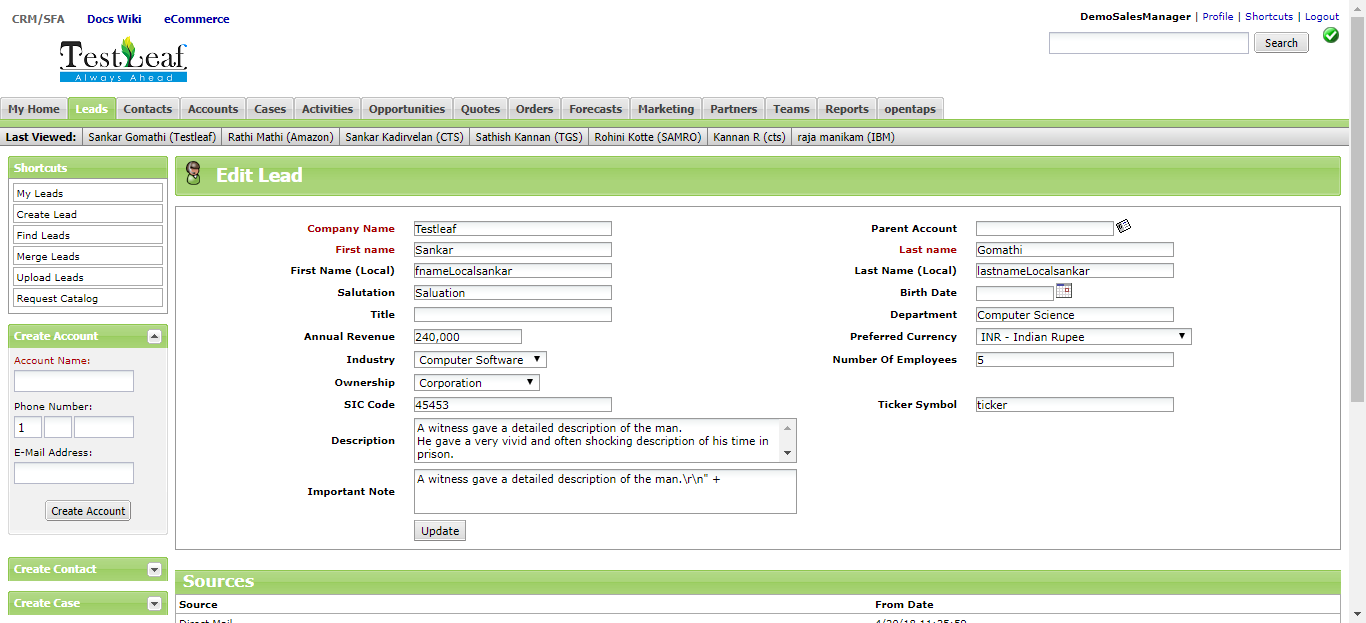 CRM/SFA Docs Wiki eCommerce
DemoSalesManager | Profile | Shortcuts | Logout
TestLeaf
Always Ahead
Search
My Home Leads Contacts Accounts Cases Activities Opportunities Quotes Orders Forecasts Marketing Partners Teams Reports opentaps
Last Viewed: Sankar Gomathi (Testleaf) Rathi Mathi (Amazon) Sankar Kadirvelan (CTS) Sathish Kannan (TGS) Rohini Kotte (SAMRO) Kannan R (cts) raja manikam (IBM)
Shortcuts
My Leads
Create Lead
Find Leads
Merge Leads
Upload Leads
Request Catalog
Create Account
Account Name:
Phone Number:
1
E-Mail Address:
Create Account
Create Contact
Create Case
Edit Lead
Company Name Testleaf Parent Account
First name Sankar Last name Gomathi
First Name (Local) fnameLocalsankar Last Name (Local) lastnameLocalsankar
Salutation Saluation Birth Date
Title Department Computer Science
Annual Revenue 240,000 Preferred Currency INR - Indian Rupee
Industry Computer Software Number Of Employees 5
Ownership Corporation
SIC Code 45453 Ticker Symbol ticker
Description A witness gave a detailed description of the man.
He gave a very vivid and often shocking description of his time in
prison.
Important Note A witness gave a detailed description of the man.\r\n" +
Update
Sources
Source From Date
Direct Mail